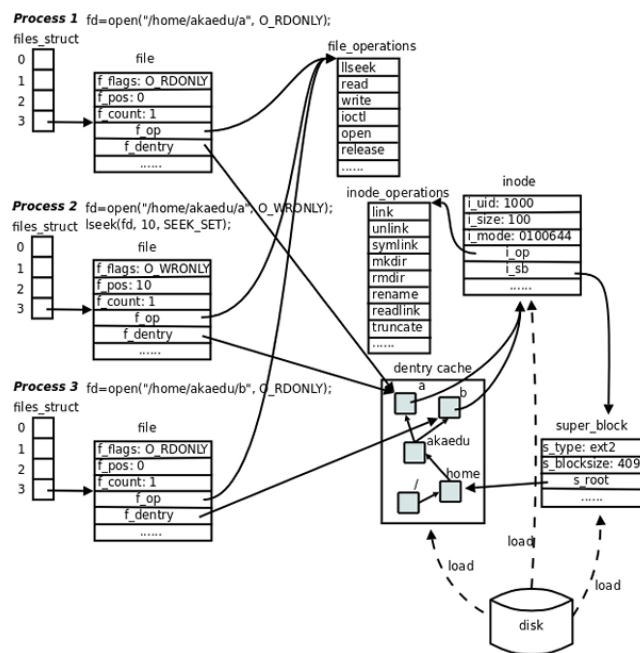 Process 1 fd=open("/home/akaedu/a", O_RDONLY);
files_struct
0
1
2
3
file
f_flags: O_RDONLY
f_pos: 0
f_count: 1
f_op
f_dentry
......
file_operations
llseek
read
write
ioctl
open
release
......
Process 2 fd=open("/home/akaedu/a", O_WRONLY);
lseek(fd, 10, SEEK_SET);
files_struct
0
1
2
3
file
f_flags: O_WRONLY
f_pos: 10
f_count: 1
f_op
f_dentry
......
inode_operations
link
unlink
symlink
mkdir
rmdir
rename
readlink
truncate
......
inode
i_uid: 1000
i_size: 100
i_mode: 0100644
i_op
i_sb
......
Process 3 fd=open("/home/akaedu/b", O_RDONLY);
files_struct
0
1
2
3
file
f_flags: O_RDONLY
f_pos: 0
f_count: 1
f_op
f_dentry
......
dentry cache
a
b
akaedu
home
/
super_block
s_type: ext2
s_blocksize: 409
s_root
......
load
load
load
disk